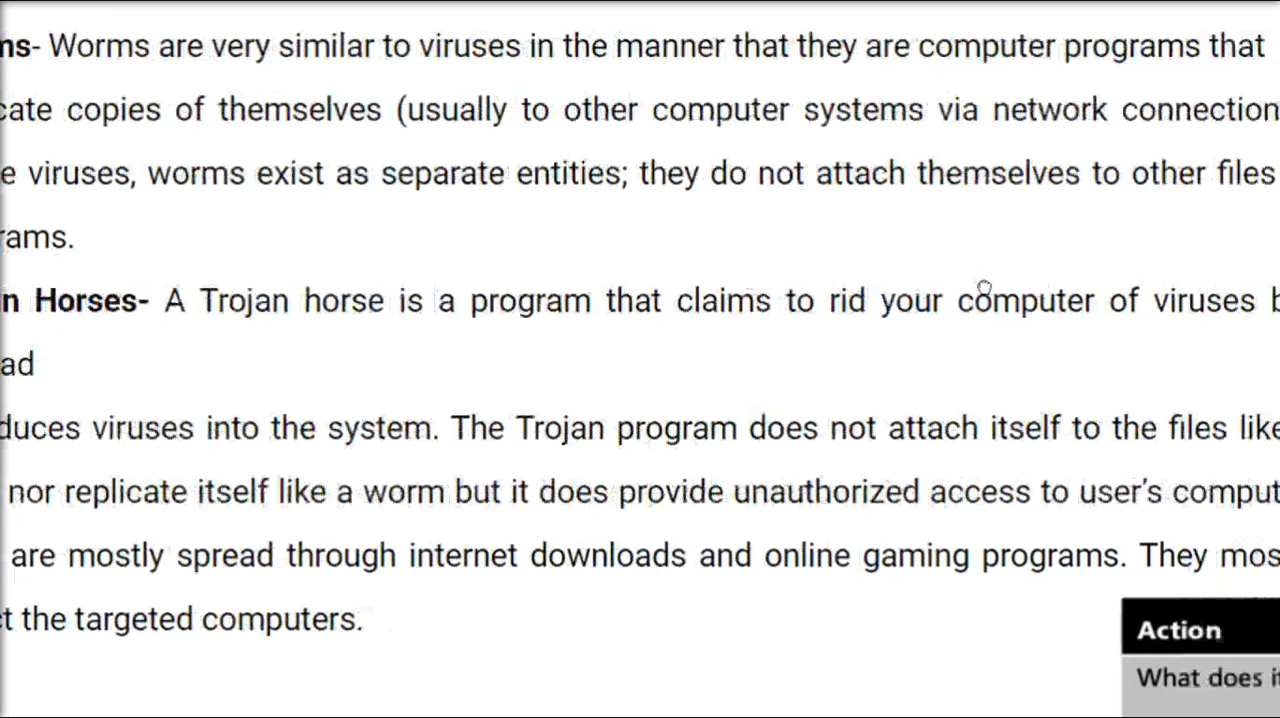 ns- Worms are very similar to viruses in the manner that they are computer programs that
cate copies of themselves (usually to other computer systems via network connection
e viruses, worms exist as separate entities; they do not attach themselves to other files
rams.
n Horses- A Trojan horse is a program that claims to rid your computer of viruses b
ad
duces viruses into the system. The Trojan program does not attach itself to the files like
nor replicate itself like a worm but it does provide unauthorized access to user's comput
are mostly spread through internet downloads and online gaming programs. They mos
t the targeted computers.
Action
What does it